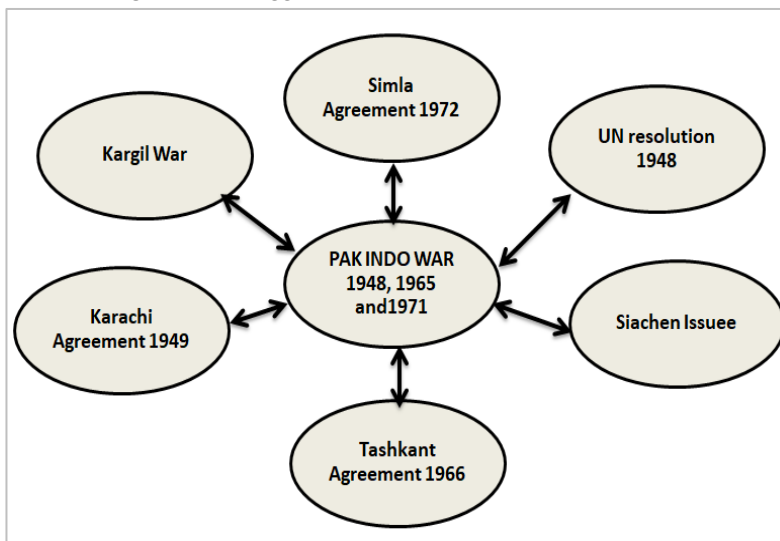 Simla
Agreement 1972
UN resolution
1948
Kargil War
PAK INDO WAR
1948, 1965
and1971
Karachi
Agreement 1949
Siachen Issuee
Tashkant
Agreement 1966